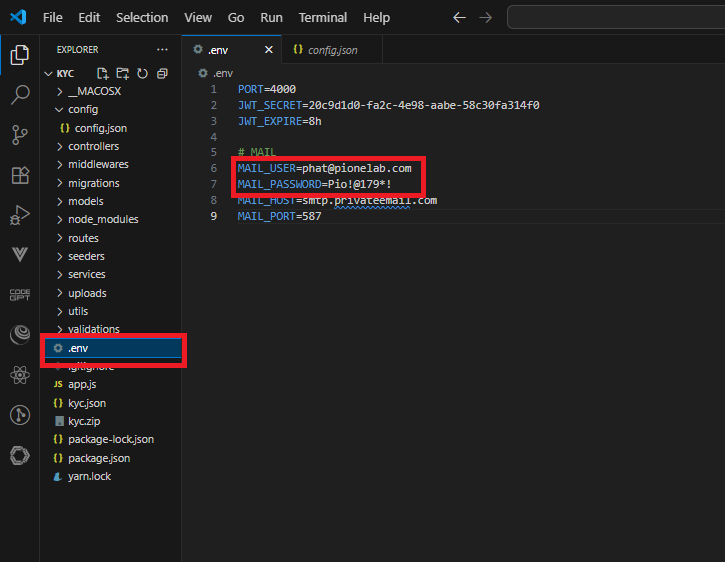 File Edit Selection View Go Run Terminal Help
EXPLORER
KYC
__MACOSX
config
{} config.json
controllers
middlewares
migrations
models
node_modules
routes
seeders
services
uploads
utils
validations
.env
.gitignore
JS app.js
{} kyc.json
kyc.zip
{} package-lock.json
{} package.json
yarn.lock
CODE
GPT
.env
{} config.json
.env
1 PORT=4000
2 JWT_SECRET=20c9d1d0-fa2c-4e98-aabe-58c30fa314f0
3 JWT_EXPIRE=8h
4
5 # MAIL
6 MAIL_USER=phat@pionelab.com
7 MAIL_PASSWORD=Pio!@179*!
8 MAIL_HOST=smtp.privateemail.com
9 MAIL_PORT=587